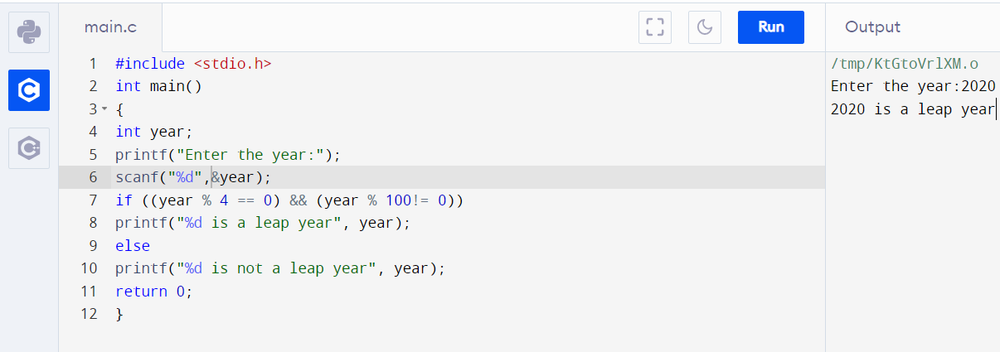 main.c
Run
Output
1 #include <stdio.h>
2 int main()
3 {
4 int year;
5 printf("Enter the year:");
6 scanf("%d",&year);
7 if ((year % 4 == 0) && (year % 100!= 0))
8 printf("%d is a leap year", year);
9 else
10 printf("%d is not a leap year", year);
11 return 0;
12 }
/tmp/KtGtoVrlXM.o
Enter the year:2020
2020 is a leap year